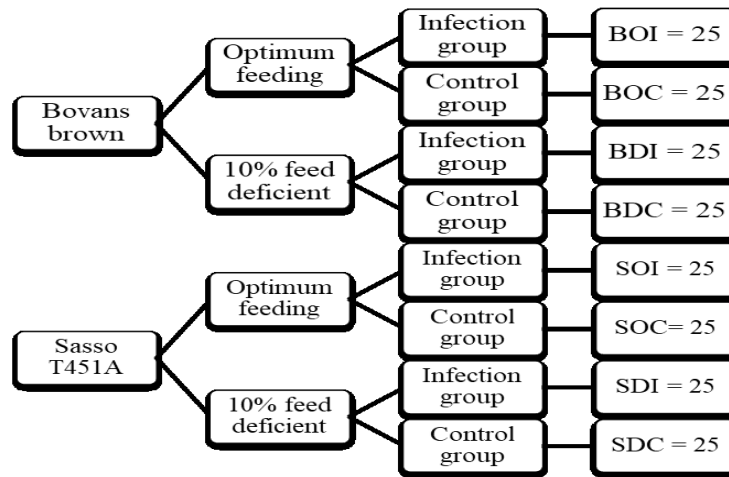 Bovans
brown
Optimum
feeding
Infection
group
BOI = 25
Control
group
BOC = 25
10% feed
deficient
Infection
group
BDI = 25
Control
group
BDC = 25
Sasso
T451A
Optimum
feeding
Infection
group
SOI = 25
Control
group
SOC= 25
10% feed
deficient
Infection
group
SDI = 25
Control
group
SDC = 25